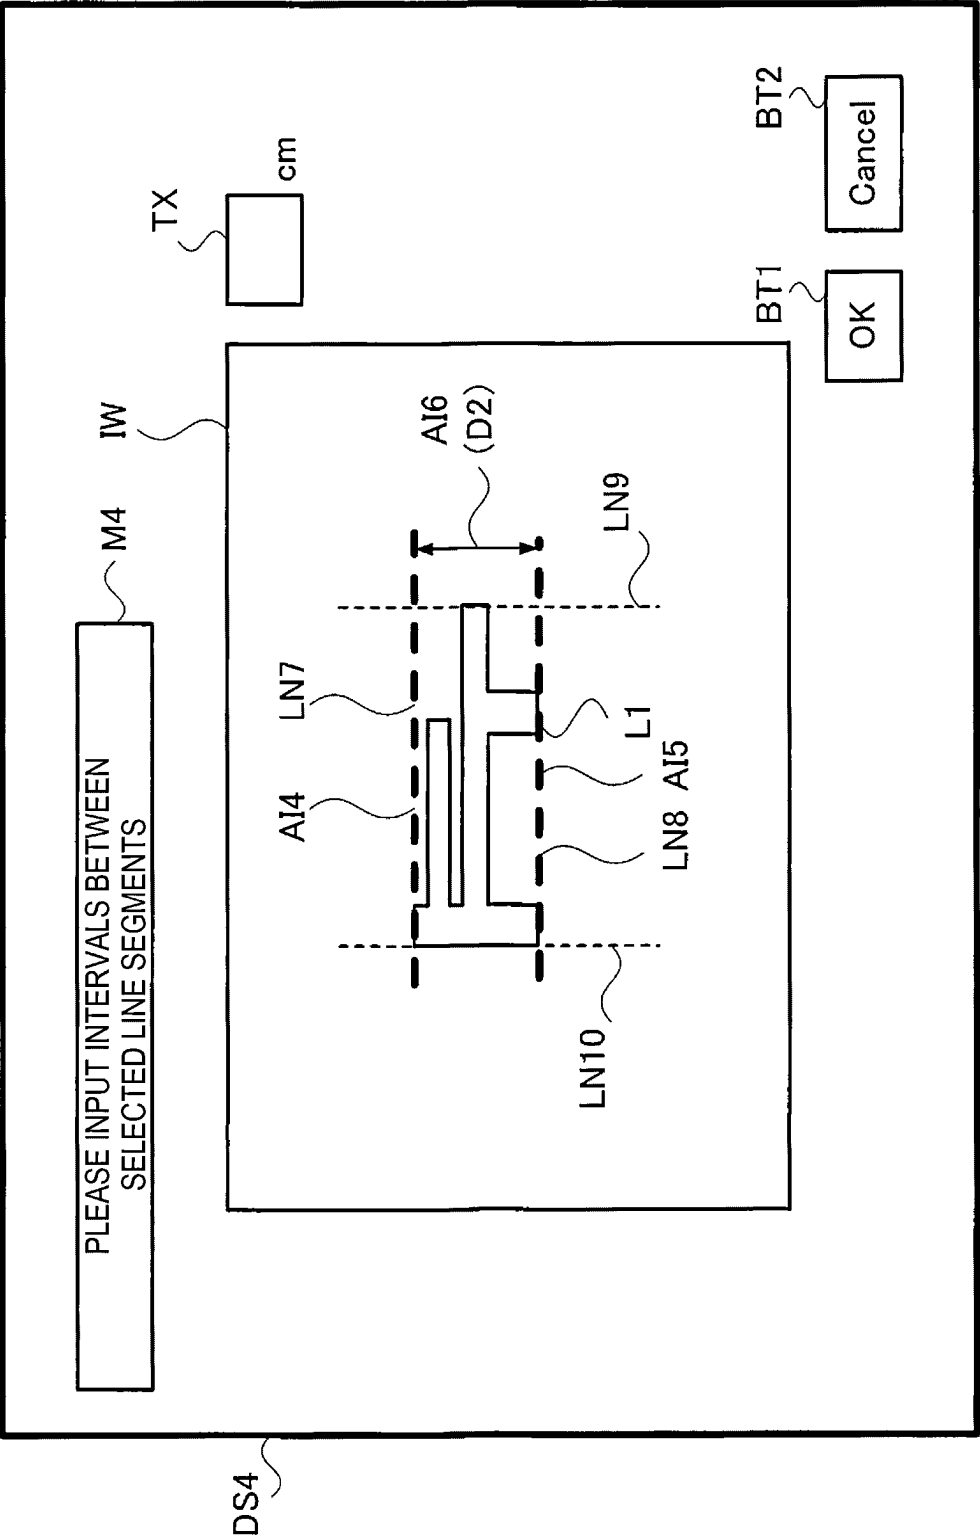 DS4
PLEASE INPUT INTERVALS BETWEEN
SELECTED LINE SEGMENTS
M4
IW
TX
cm
AI4
LN7
AI6
(D2)
LN10
LN8
AI5
L1
LN9
BT1
OK
BT2
Cancel